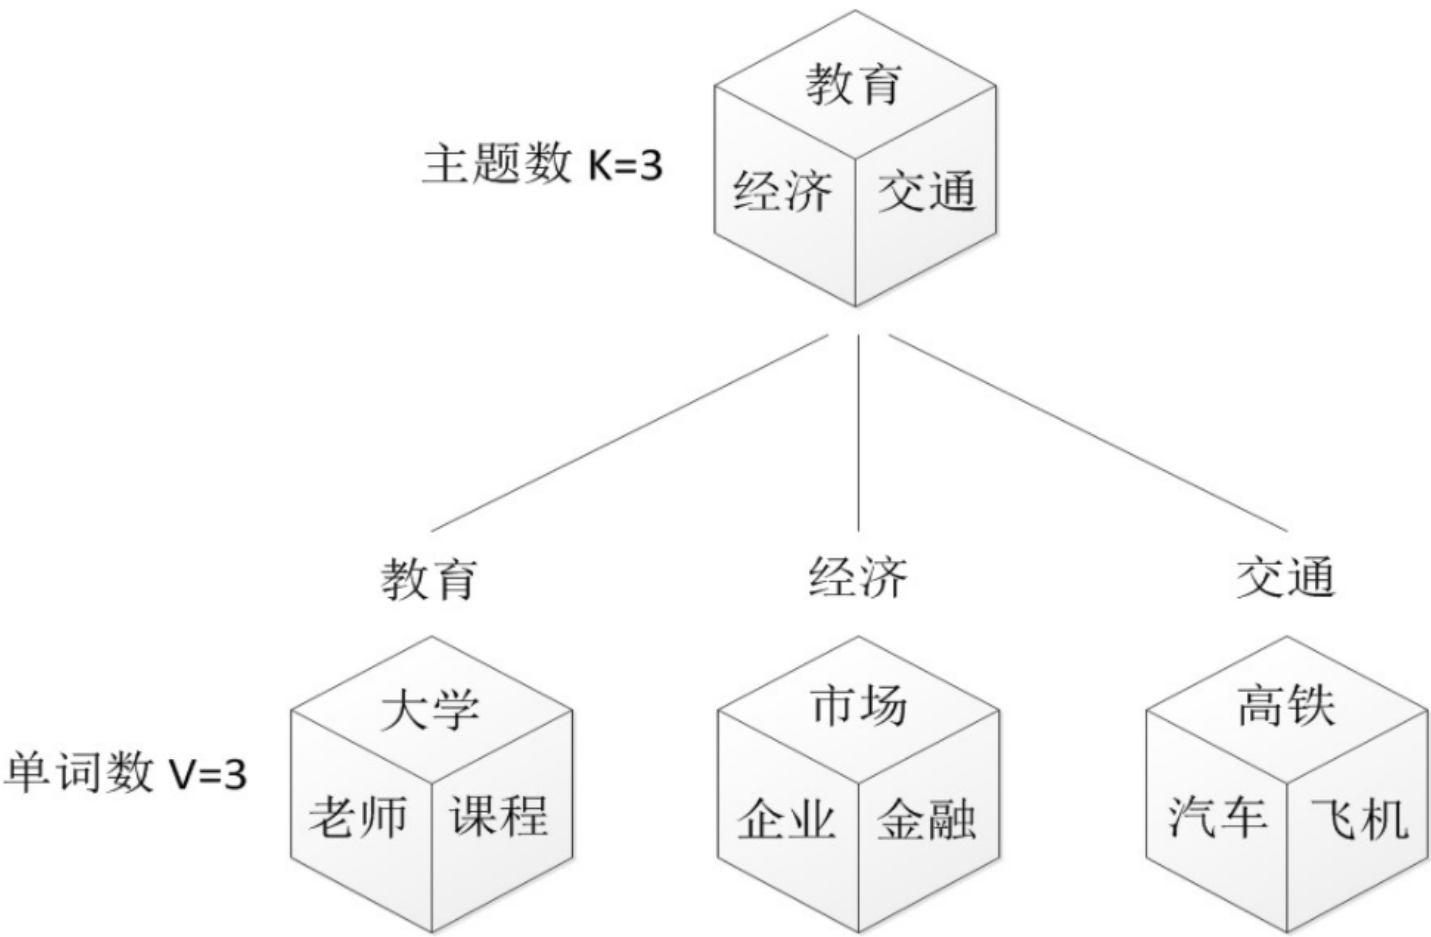 教育
主题数 K=3
经济 交通
教育 经济 交通
大学 市场 高铁
单词数 V=3
老师 课程 企业 金融 汽车 飞机